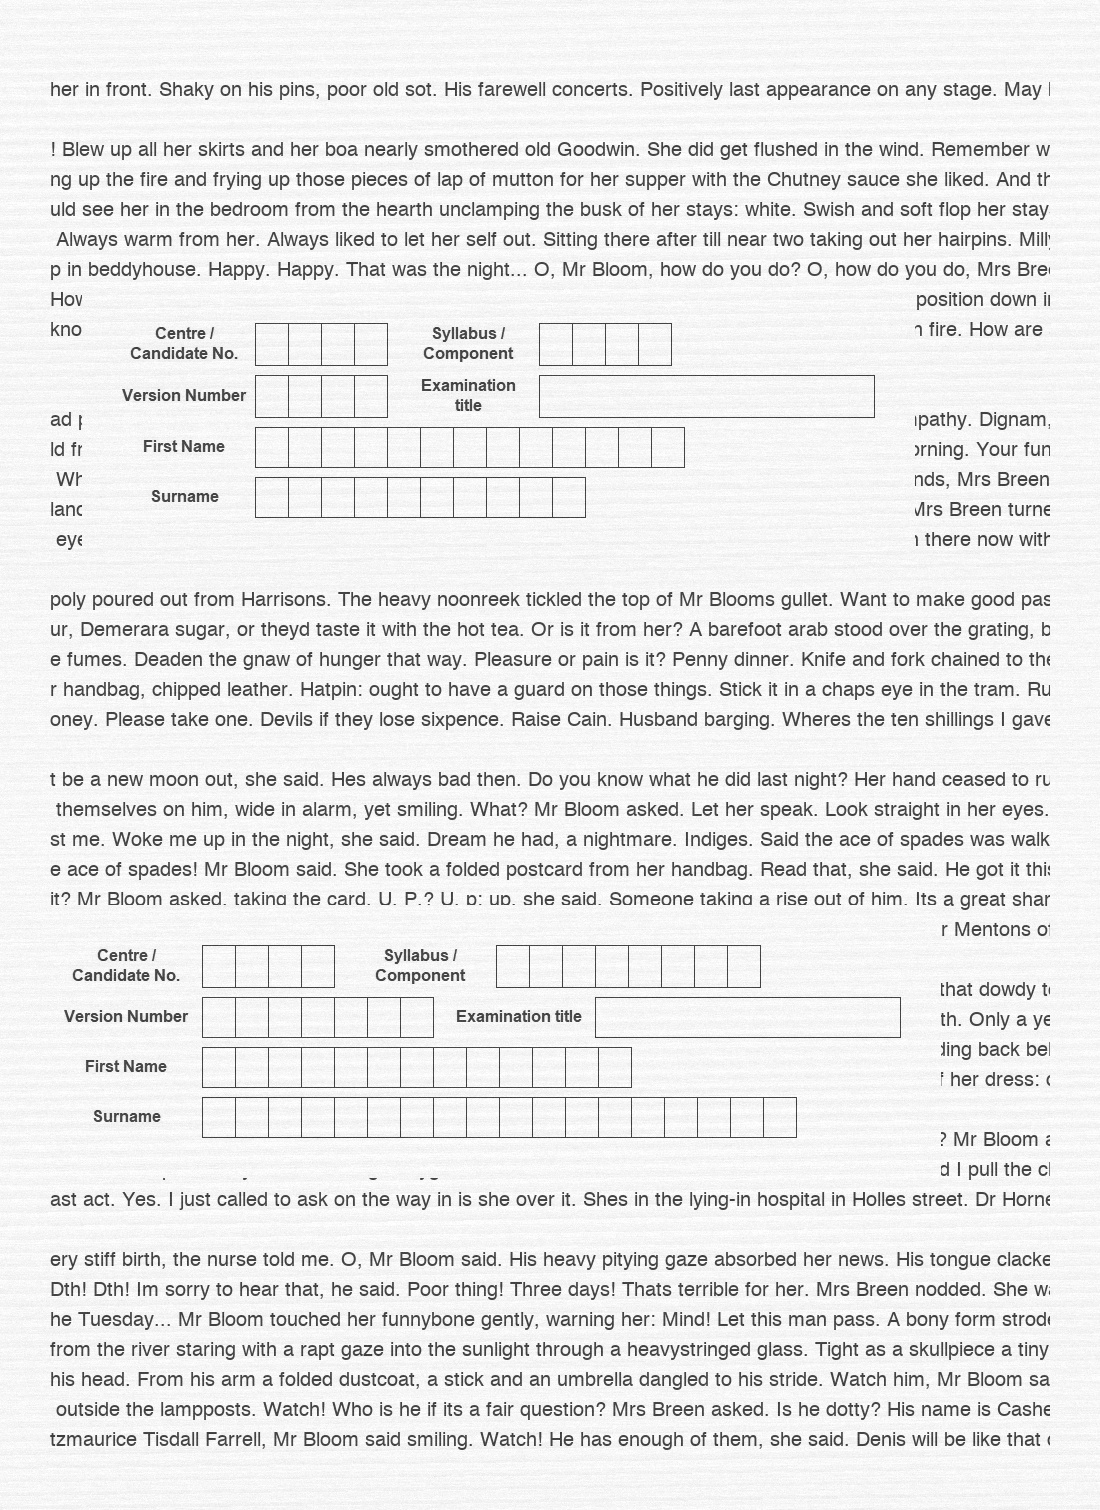 her in front. Shaky on his pins, poor old sot. His farewell concerts. Positively last appearance on any stage. May
! Blew up all her skirts and her boa nearly smothered old Goodwin. She did get flushed in the wind. Remember w
ng up the fire and frying up those pieces of lap of mutton for her supper with the Chutney sauce she liked. And th
uld see her in the bedroom from the hearth unclamping the busk of her stays: white. Swish and soft flop her stay
Always warm from her. Always liked to let her self out. Sitting there after till near two taking out her hairpins. Milly
p in beddyhouse. Happy. Happy. That was the night... O, Mr Bloom, how do you do? O, how do you do, Mrs Bree
How position down in
kno n fire. How are
Centre / Syllabus /
Candidate No. Component
Version Number Examination title
ad p pathy. Dignam,
ld fr orning. Your fun
First Name
Wh nds, Mrs Breen
Surname
land Mrs Breen turne
eye n there now with
poly poured out from Harrisons. The heavy noonreek tickled the top of Mr Blooms gullet. Want to make good pas
ur, Demerara sugar, or theyd taste it with the hot tea. Or is it from her? A barefoot arab stood over the grating, b
e fumes. Deaden the gnaw of hunger that way. Pleasure or pain is it? Penny dinner. Knife and fork chained to the
r handbag, chipped leather. Hatpin: ought to have a guard on those things. Stick it in a chaps eye in the tram. Ru
oney. Please take one. Devils if they lose sixpence. Raise Cain. Husband barging. Wheres the ten shillings I gave
t be a new moon out, she said. Hes always bad then. Do you know what he did last night? Her hand ceased to ru
themselves on him, wide in alarm, yet smiling. What? Mr Bloom asked. Let her speak. Look straight in her eyes.
st me. Woke me up in the night, she said. Dream he had, a nightmare. Indiges. Said the ace of spades was walk
e ace of spades! Mr Bloom said. She took a folded postcard from her handbag. Read that, she said. He got it this
it? Mr Bloom asked, taking the card. U. P.? U. p: up, she said. Someone taking a rise out of him. Its a great shar
r Mentons of
Centre / Syllabus /
Candidate No. Component
that dowdy to
Version Number Examination title
th. Only a ye
ding back bel
First Name
f her dress: c
Surname
? Mr Bloom a
d I pull the ch
ast act. Yes. I just called to ask on the way in is she over it. Shes in the lying-in hospital in Holles street. Dr Horne
ery stiff birth, the nurse told me. O, Mr Bloom said. His heavy pitying gaze absorbed her news. His tongue clacke
Dth! Dth! Im sorry to hear that, he said. Poor thing! Three days! Thats terrible for her. Mrs Breen nodded. She wa
he Tuesday... Mr Bloom touched her funnybone gently, warning her: Mind! Let this man pass. A bony form strode
from the river staring with a rapt gaze into the sunlight through a heavystringed glass. Tight as a skullpiece a tiny
his head. From his arm a folded dustcoat, a stick and an umbrella dangled to his stride. Watch him, Mr Bloom sa
outside the lampposts. Watch! Who is he if its a fair question? Mrs Breen asked. Is he dotty? His name is Cashe
tzmaurice Tisdall Farrell, Mr Bloom said smiling. Watch! He has enough of them, she said. Denis will be like that